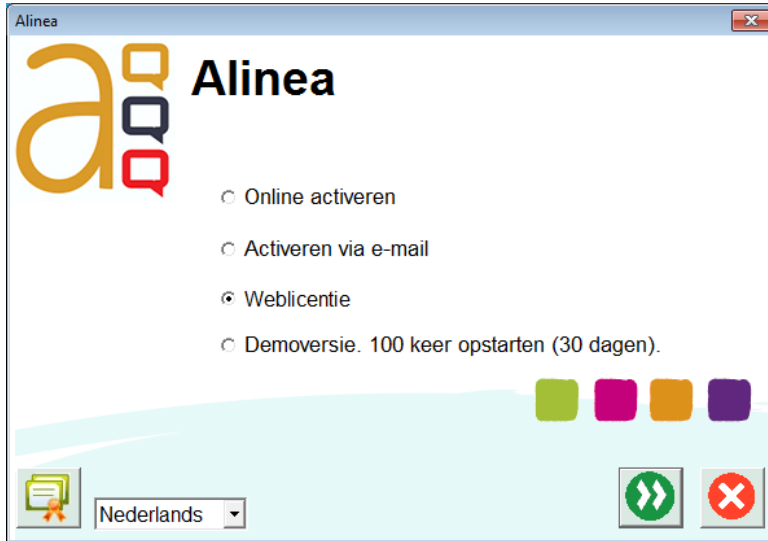 Alinea
Alinea
Online activeren
Activeren via e-mail
Weblicentie
Demoversie. 100 keer opstarten (30 dagen).
Nederlands